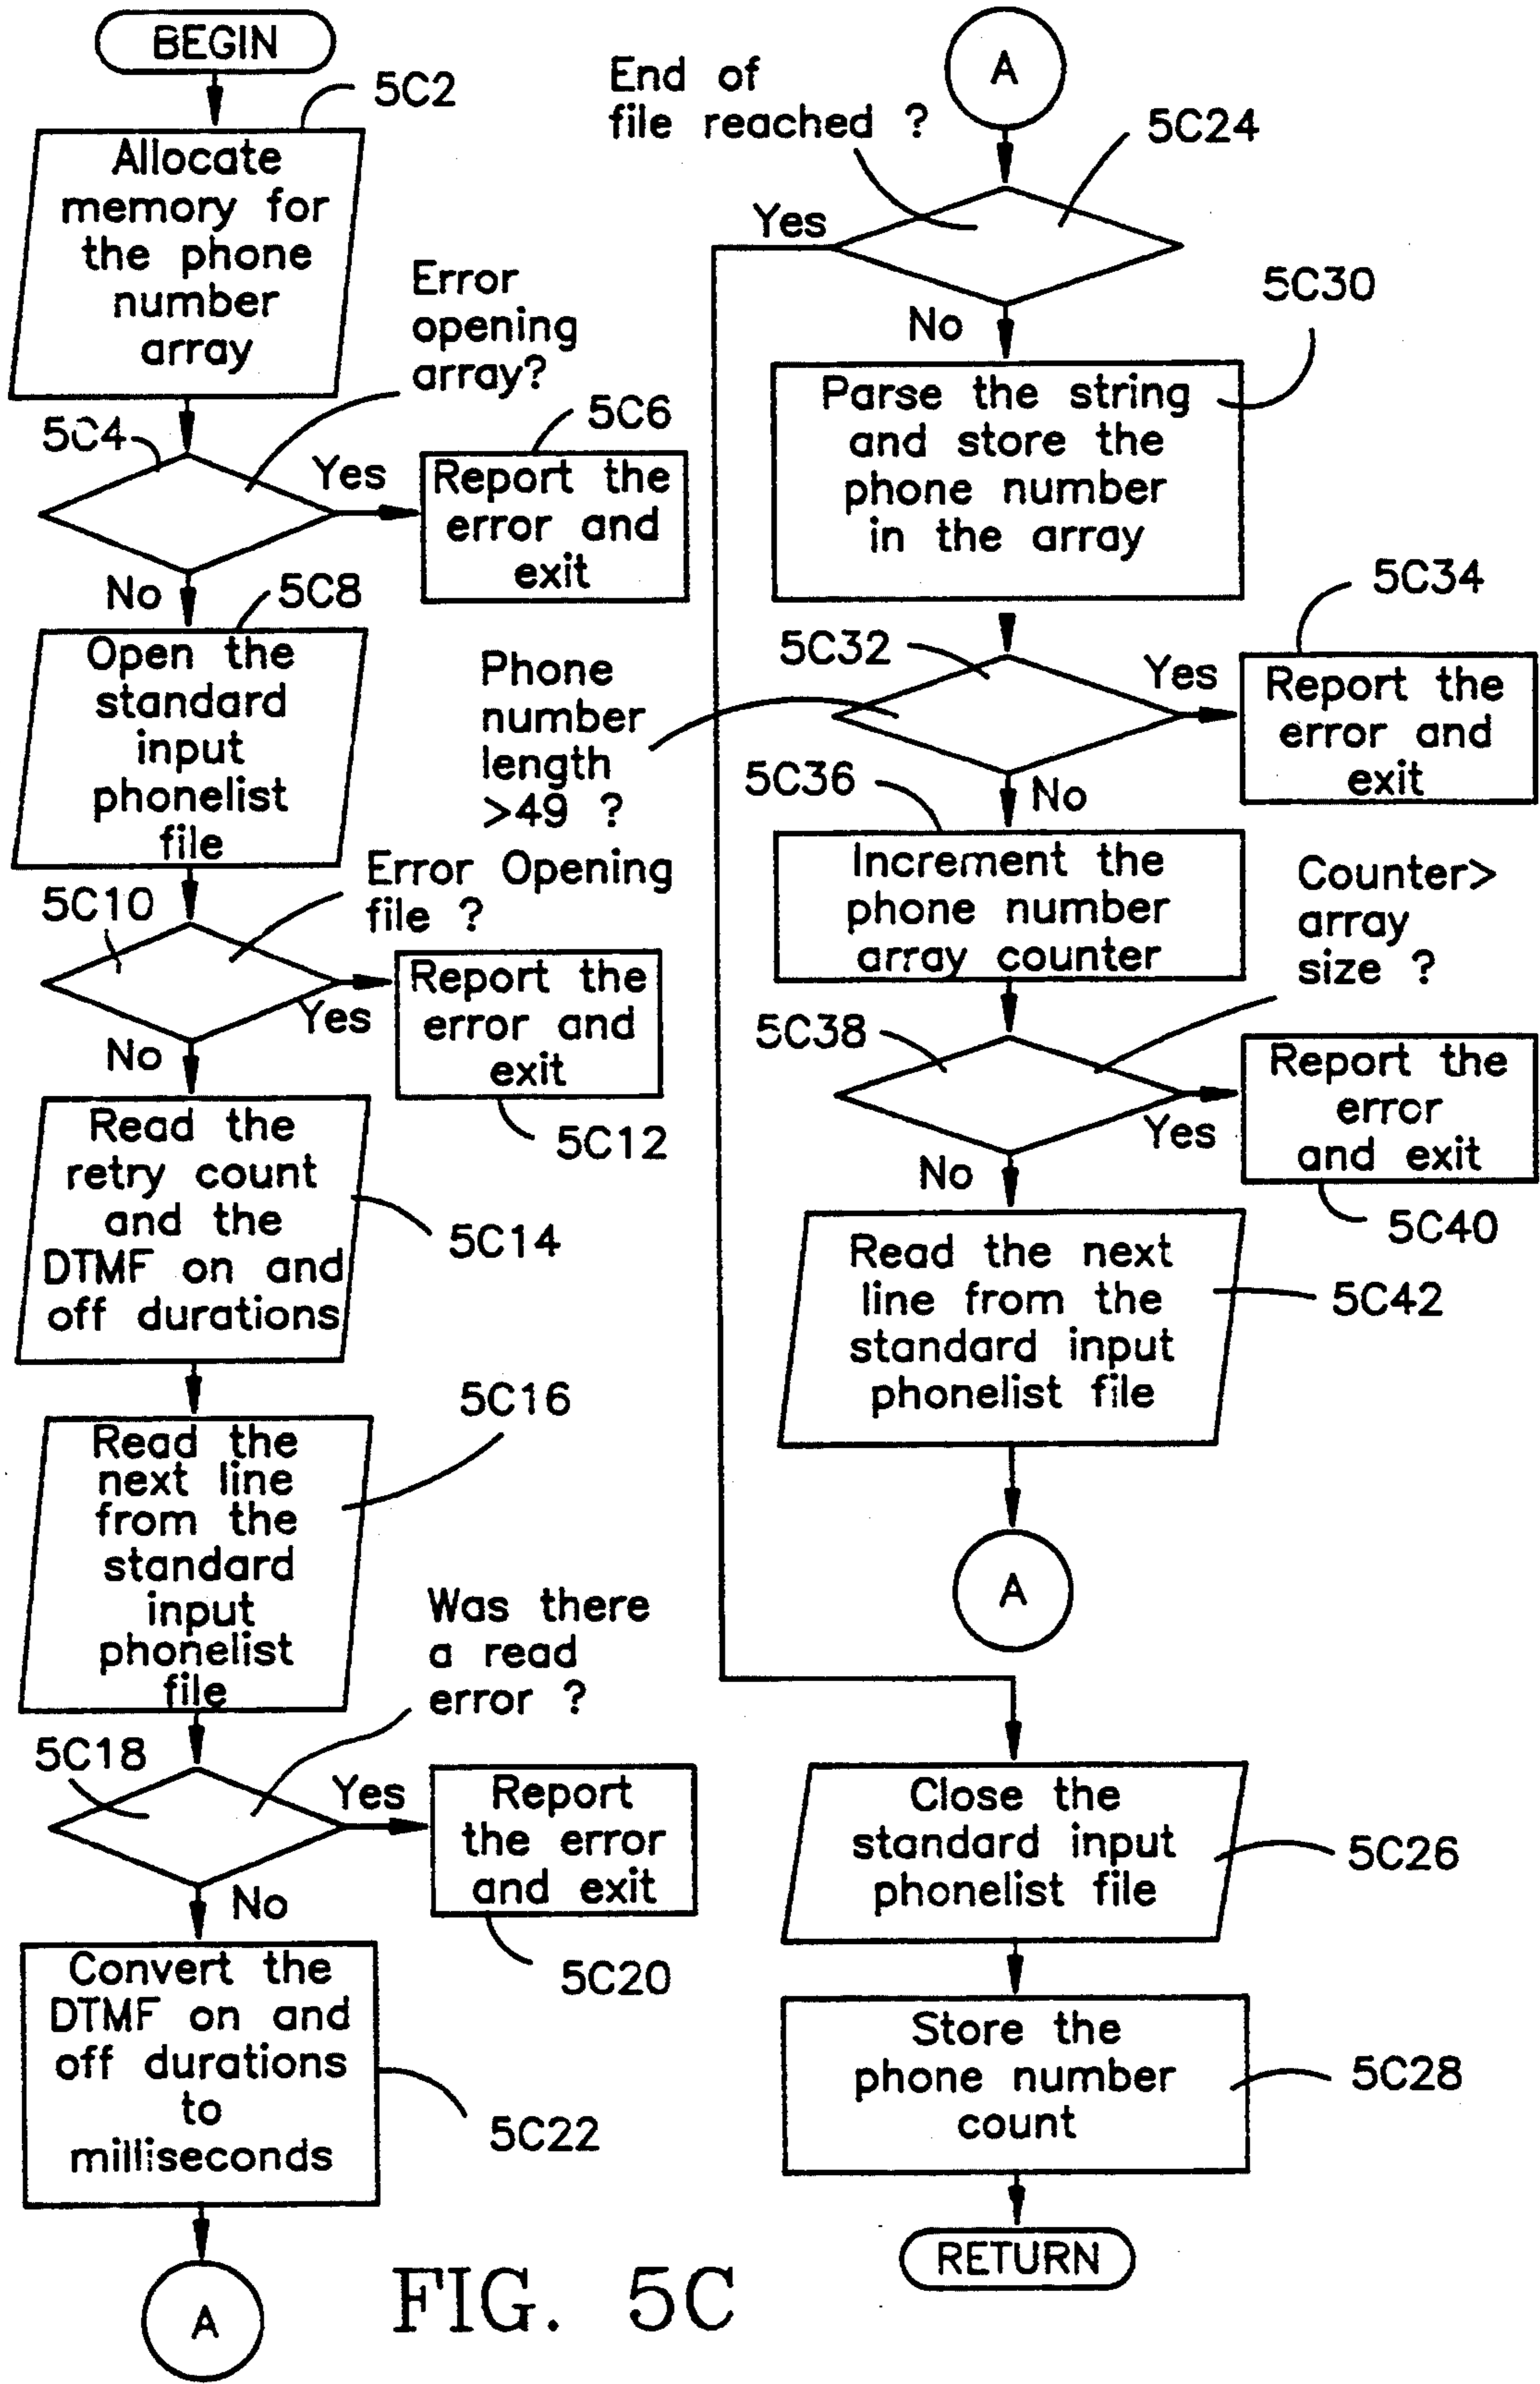 BEGIN
5C2
Allocate
memory for
the phone
number
array
Error
opening
array?
5C4
Yes
5C6
Report the
error and
exit
No
5C8
Open the
standard
input
phonelist
file
Error Opening
file ?
5C10
Yes
Report the
error and
exit
5C12
No
Read the
retry count
and the
DTMF on and
off durations
5C14
5C16
Read the
next line
from the
standard
input
phonelist
file
Was there
a read
error ?
5C18
Yes
Report
the error
and exit
5C20
No
Convert the
DTMF on and
off durations
to
milliseconds
5C22
A
A
End of
file reached ?
5C24
Yes
No
5C30
Parse the string
and store the
phone number
in the array
Phone
number
length
>49 ?
5C32
Yes
5C34
Report the
error and
exit
No
5C36
Increment the
phone number
array counter
Counter>
array
size ?
5C38
Yes
Report the
error
and exit
5C40
No
Read the next
line from the
standard input
phonelist file
5C42
A
Close the
standard input
phonelist file
5C26
Store the
phone number
count
5C28
RETURN
FIG. 5C